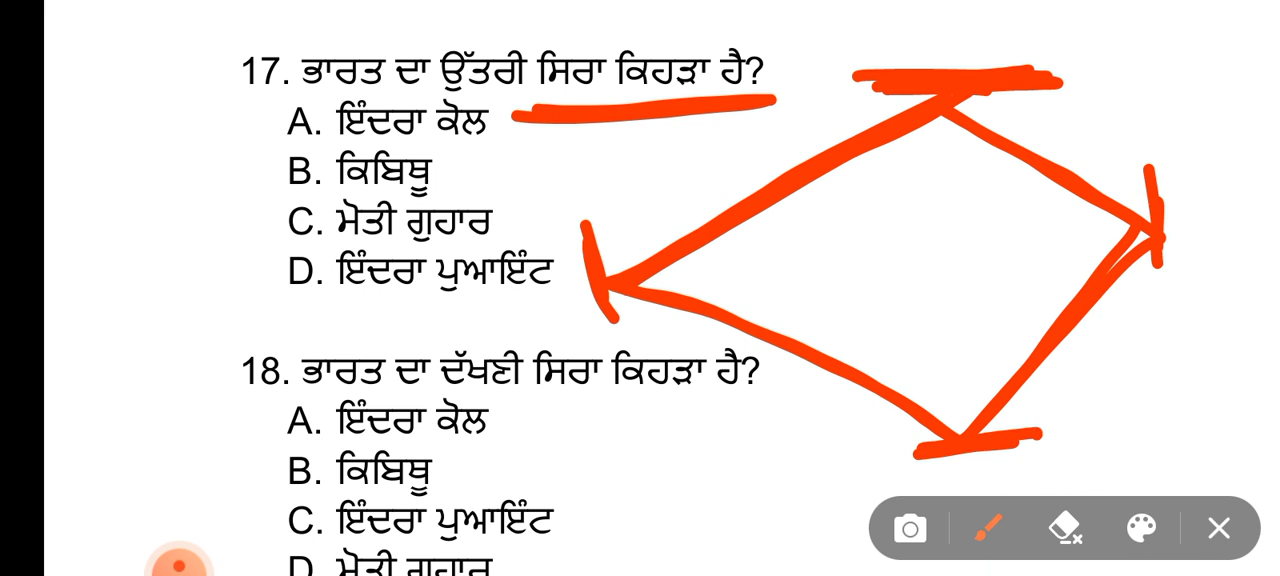 17. ਭਾਰਤ ਦਾ ਉੱਤਰੀ ਸਿਰਾ ਕਿਹੜਾ ਹੈ?
A. ਇੰਦਰਾ ਕੋਲ
B. ਕਿਬਿਥੂ
C. ਮੋਤੀ ਗੁਹਾਰ
D. ਇੰਦਰਾ ਪੁਆਇੰਟ
18. ਭਾਰਤ ਦਾ ਦੱਖਣੀ ਸਿਰਾ ਕਿਹੜਾ ਹੈ?
A. ਇੰਦਰਾ ਕੋਲ
B. ਕਿਬਿਥੂ
C. ਇੰਦਰਾ ਪੁਆਇੰਟ
D. ਮੋਤੀ ਗੁਹਾਰ